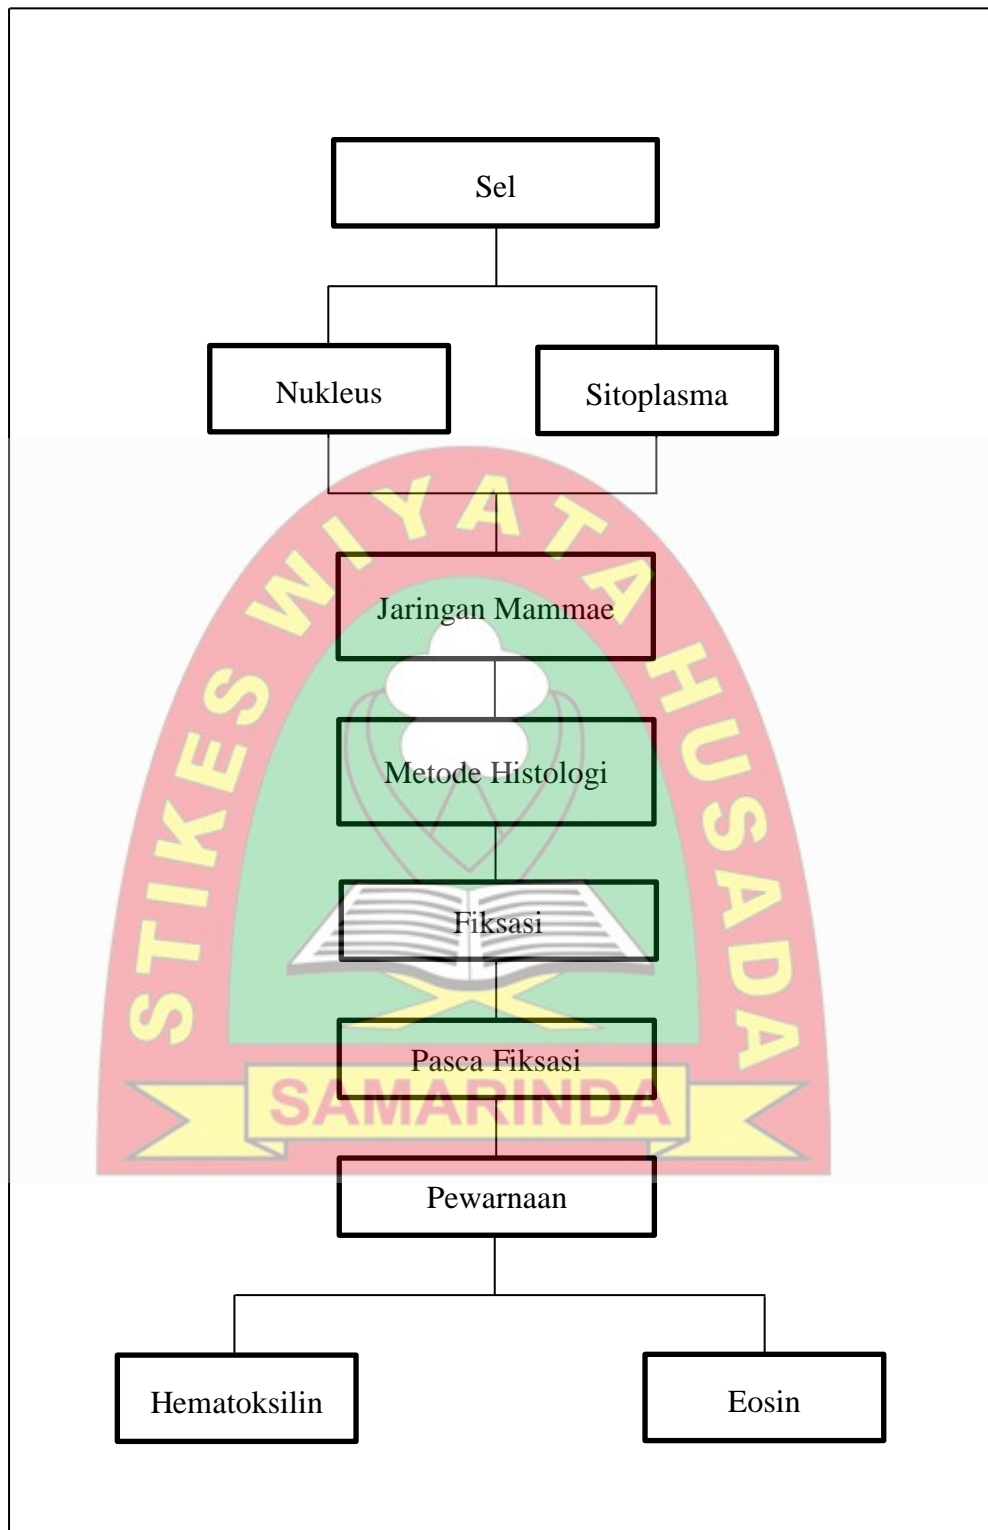 Sel
Nukleus
Sitoplasma
STIKES WIYATA HUSADA
Jaringan Mammae
Metode Histologi
Fiksasi
Pasca Fiksasi
SAMARINDA
Pewarnaan
Hematoksilin
Eosin